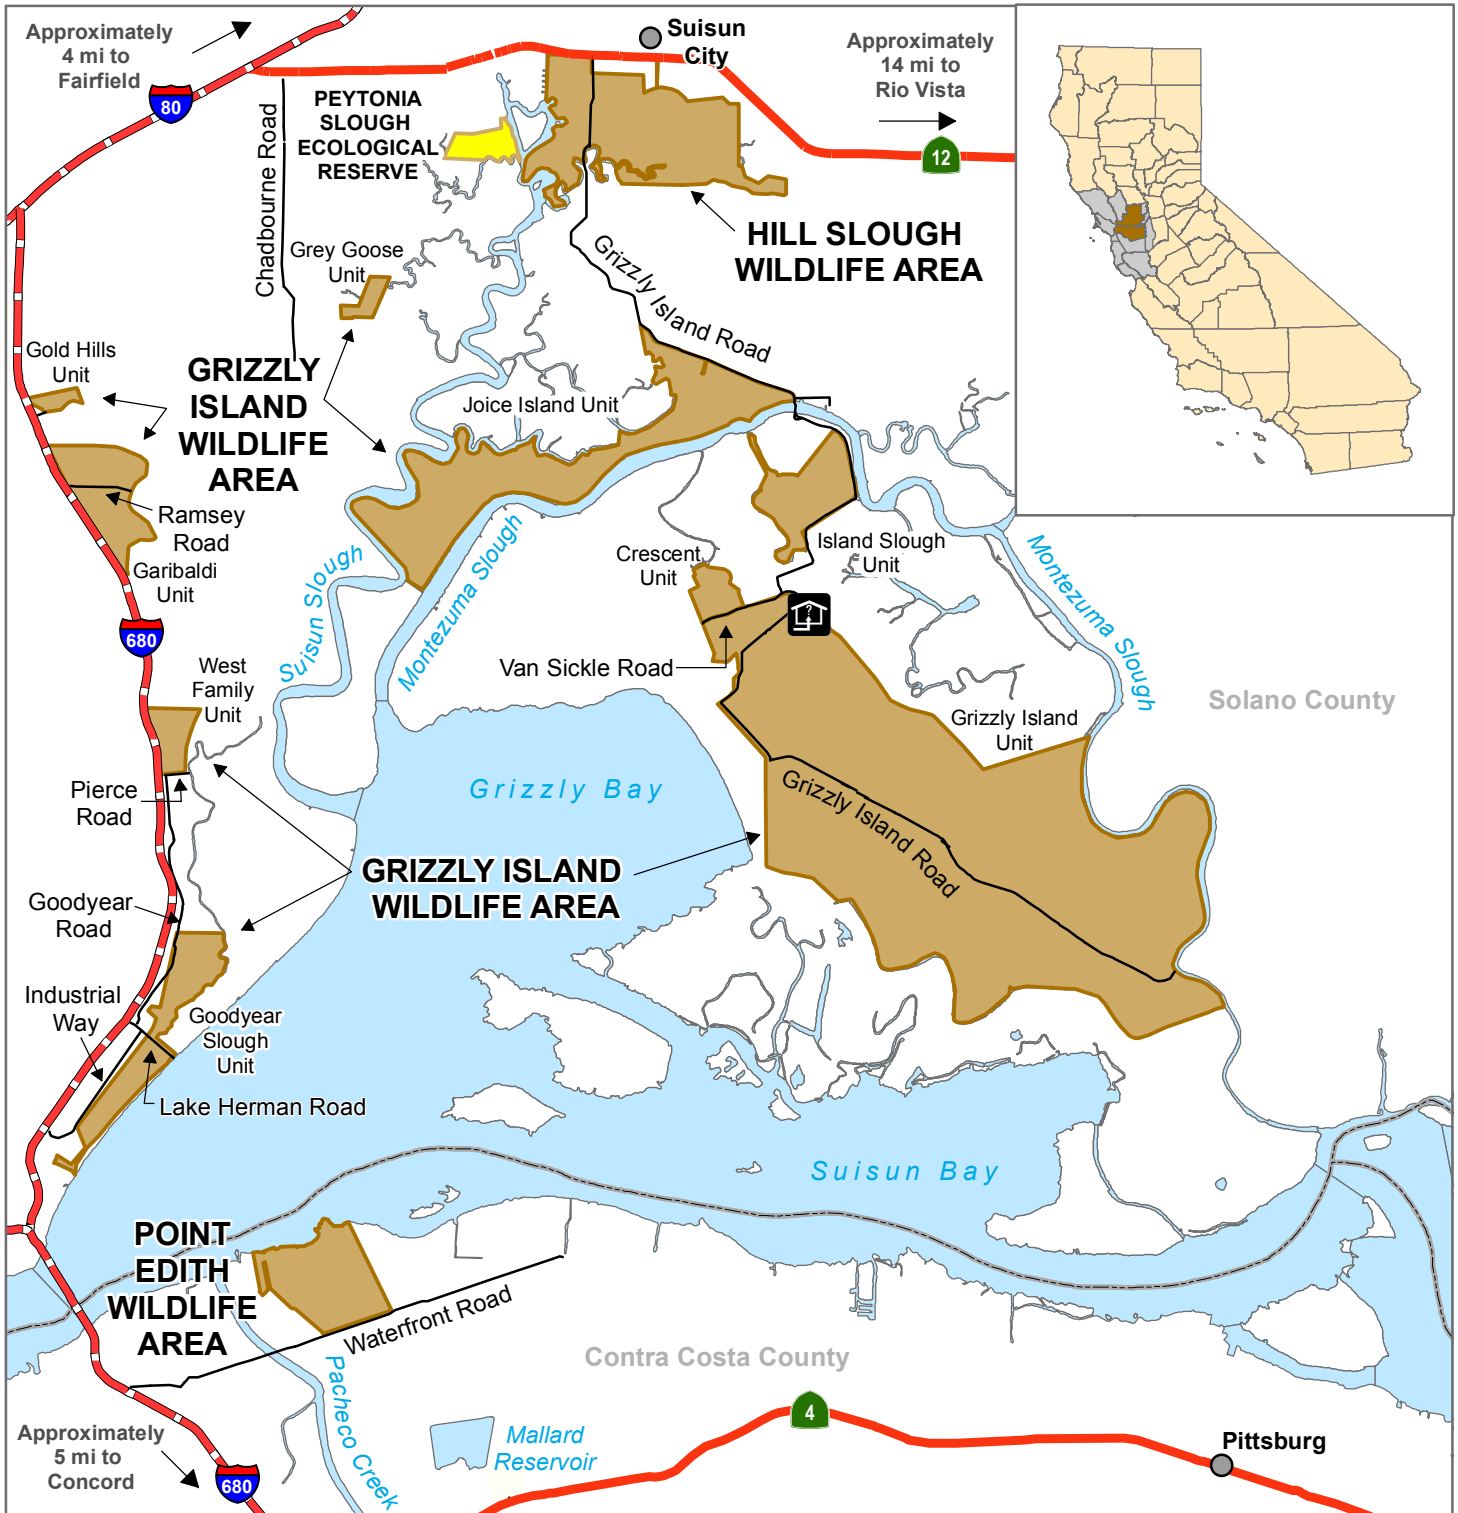 Approximately
4 mi to
Fairfield
80
Suisun
City
Approximately
14 mi to
Rio Vista
12
PEYTONIA
SLOUGH
ECOLOGICAL
RESERVE
Chadbourne Road
HILL SLOUGH
WILDLIFE AREA
Grey Goose
Unit
Grizzly Island Road
Gold Hills
Unit
GRIZZLY
ISLAND
WILDLIFE
AREA
Joice Island Unit
Ramsey
Road
Garibaldi
Unit
Suisun Slough
Montezuma Slough
Crescent
Unit
Island Slough
Unit
Montezuma Slough
?
680
Van Sickle Road
West
Family
Unit
Grizzly Island
Unit
Solano County
Pierce
Road
Grizzly Bay
Grizzly Island Road
GRIZZLY ISLAND
WILDLIFE AREA
Goodyear
Road
Industrial
Way
Goodyear
Slough
Unit
Lake Herman Road
Suisun Bay
POINT
EDITH
WILDLIFE
AREA
Waterfront Road
Contra Costa County
Pacheco Creek
4
Mallard
Reservoir
Pittsburg
Approximately
5 mi to
Concord
680